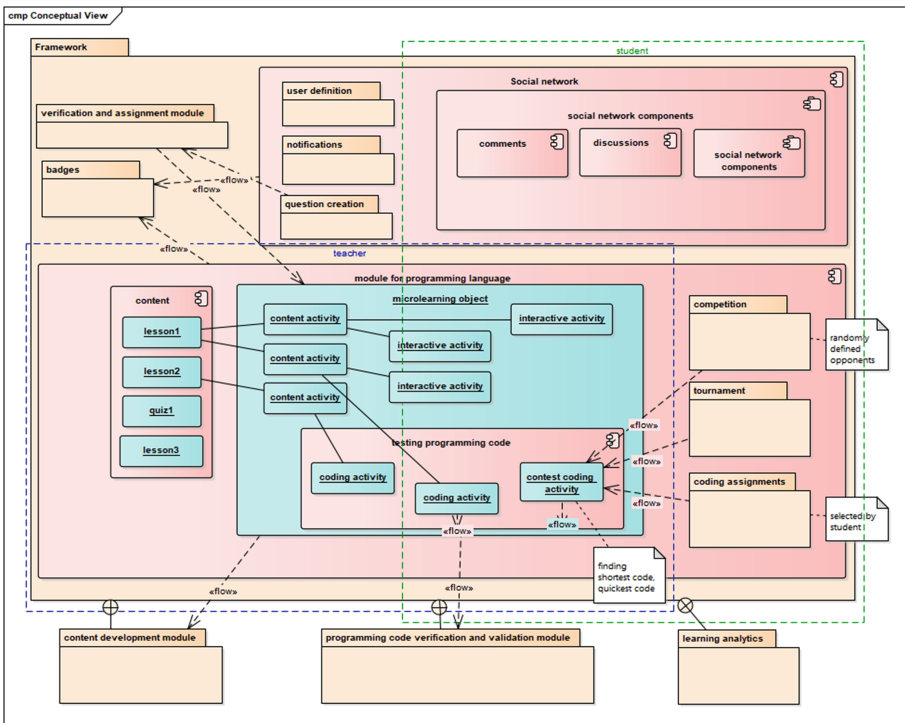 cmp Conceptual View
Framework
student
Social network
user definition
verification and assignment module
social network components
comments
discussions
notifications
social network
components
badges
«flow»
«flow»
question creation
«flow»
teacher
module for programming language
content
microlearning object
competition
lesson1
content activity
interactive activity
randomly
defined
opponents
interactive activity
content activity
lesson2
interactive activity
content activity
tournament
quiz1
«flow»
testing programming code
lesson3
«flow»
coding activity
contest coding
activity
coding assignments
coding activity
«flow»
«flow»
«flow»
selected by
student
finding
shortest code,
quickest code
«flow»
«flow»
content development module
programming code verification and validation module
learning analytics